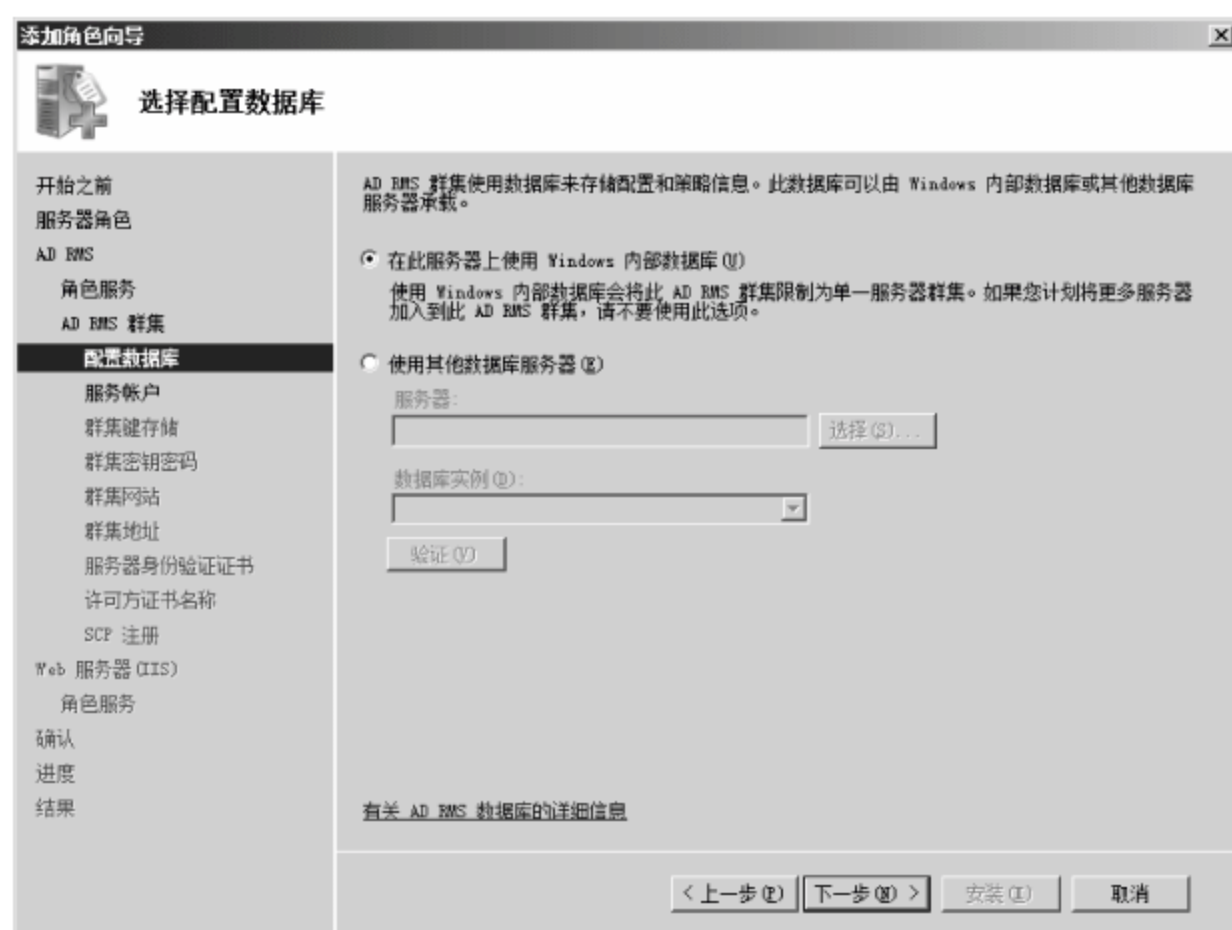 添加角色向导
选择配置数据库
开始之前
服务器角色
AD RMS
角色服务
AD RMS 群集
配置数据库
服务帐户
群集键存储
群集密钥密码
群集网站
群集地址
服务器身份验证证书
许可方证书名称
SCP 注册
Web 服务器(IIS)
角色服务
确认
进度
结果
AD RMS 群集使用数据库来存储配置和策略信息。此数据库可以由 Windows 内部数据库或其他数据库
服务器承载。
在此服务器上使用 Windows 内部数据库(U)
使用 Windows 内部数据库会将此 AD RMS 群集限制为单一服务器群集。如果您计划将更多服务器
加入到此 AD RMS 群集，请不要使用此选项。
使用其他数据库服务器(E)
服务器:
选择(S)...
数据库实例(D):
验证(V)
有关 AD RMS 数据库的详细信息
< 上一步(P)
下一步(N) >
安装(I)
取消